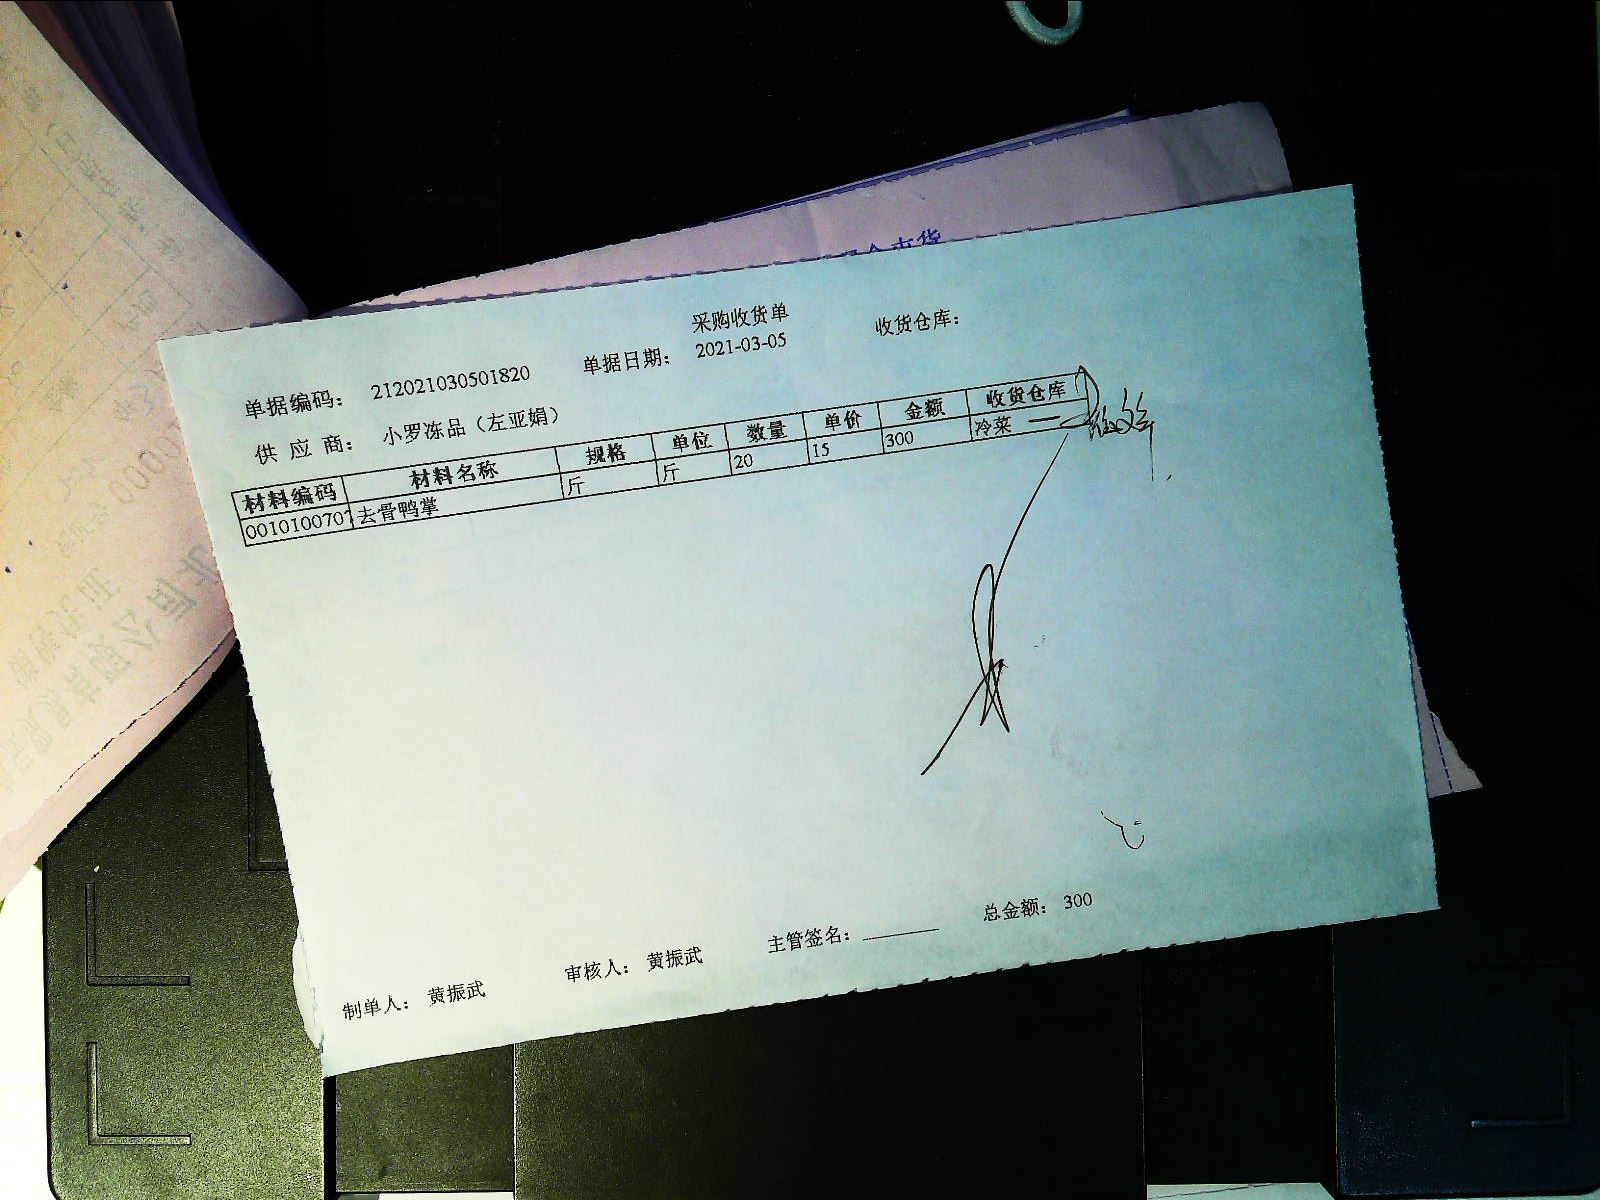 采购收货单
单据编码： 212021030501820 单据日期： 2021-03-05 收货仓库：
供 应 商： 小罗冻品（左亚娟）
材料编码 材料名称 规格 单位 数量 单价 金额 收货仓库
001010070 去骨鸭掌 斤 斤 20 15 300 冷菜
制单人： 黄振武 审核人： 黄振武 主管签名： 总金额： 300